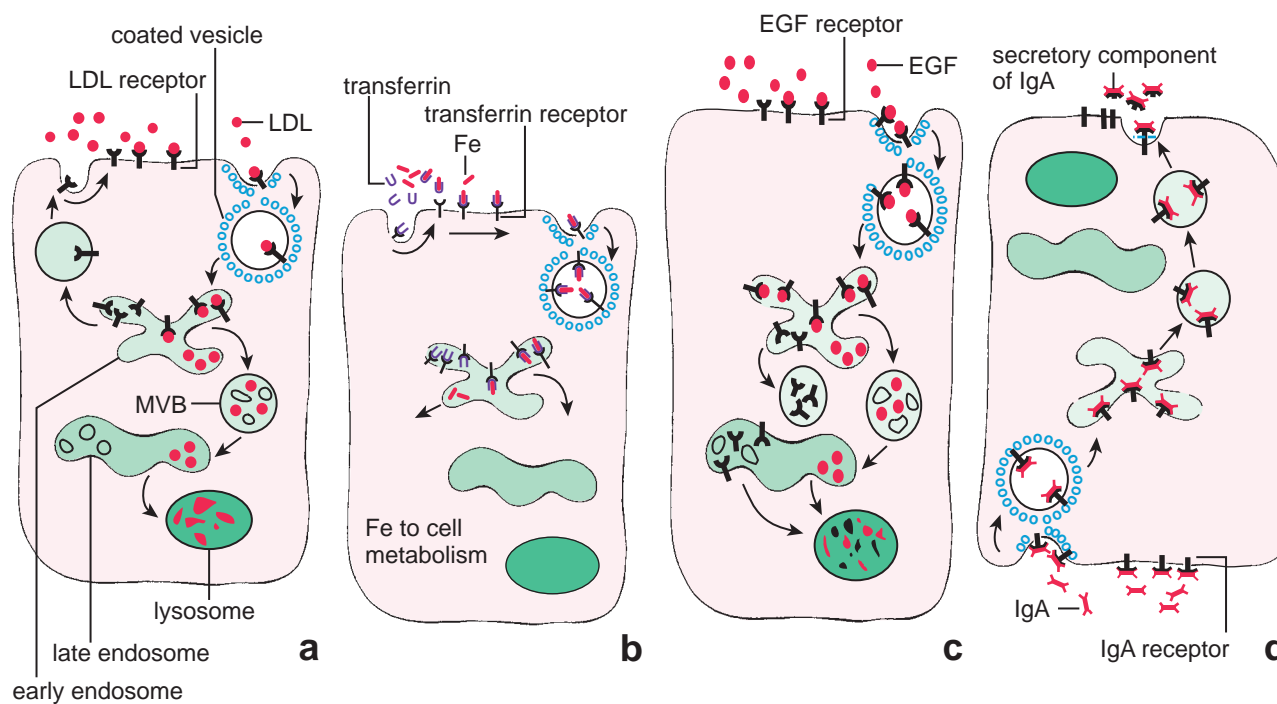 coated vesicle
LDL receptor
LDL
MVB
lysosome
late endosome
early endosome
a
transferrin
transferrin receptor
Fe
Fe to cell
metabolism
b
EGF receptor
EGF
c
secretory component
of IgA
IgA
IgA receptor
d